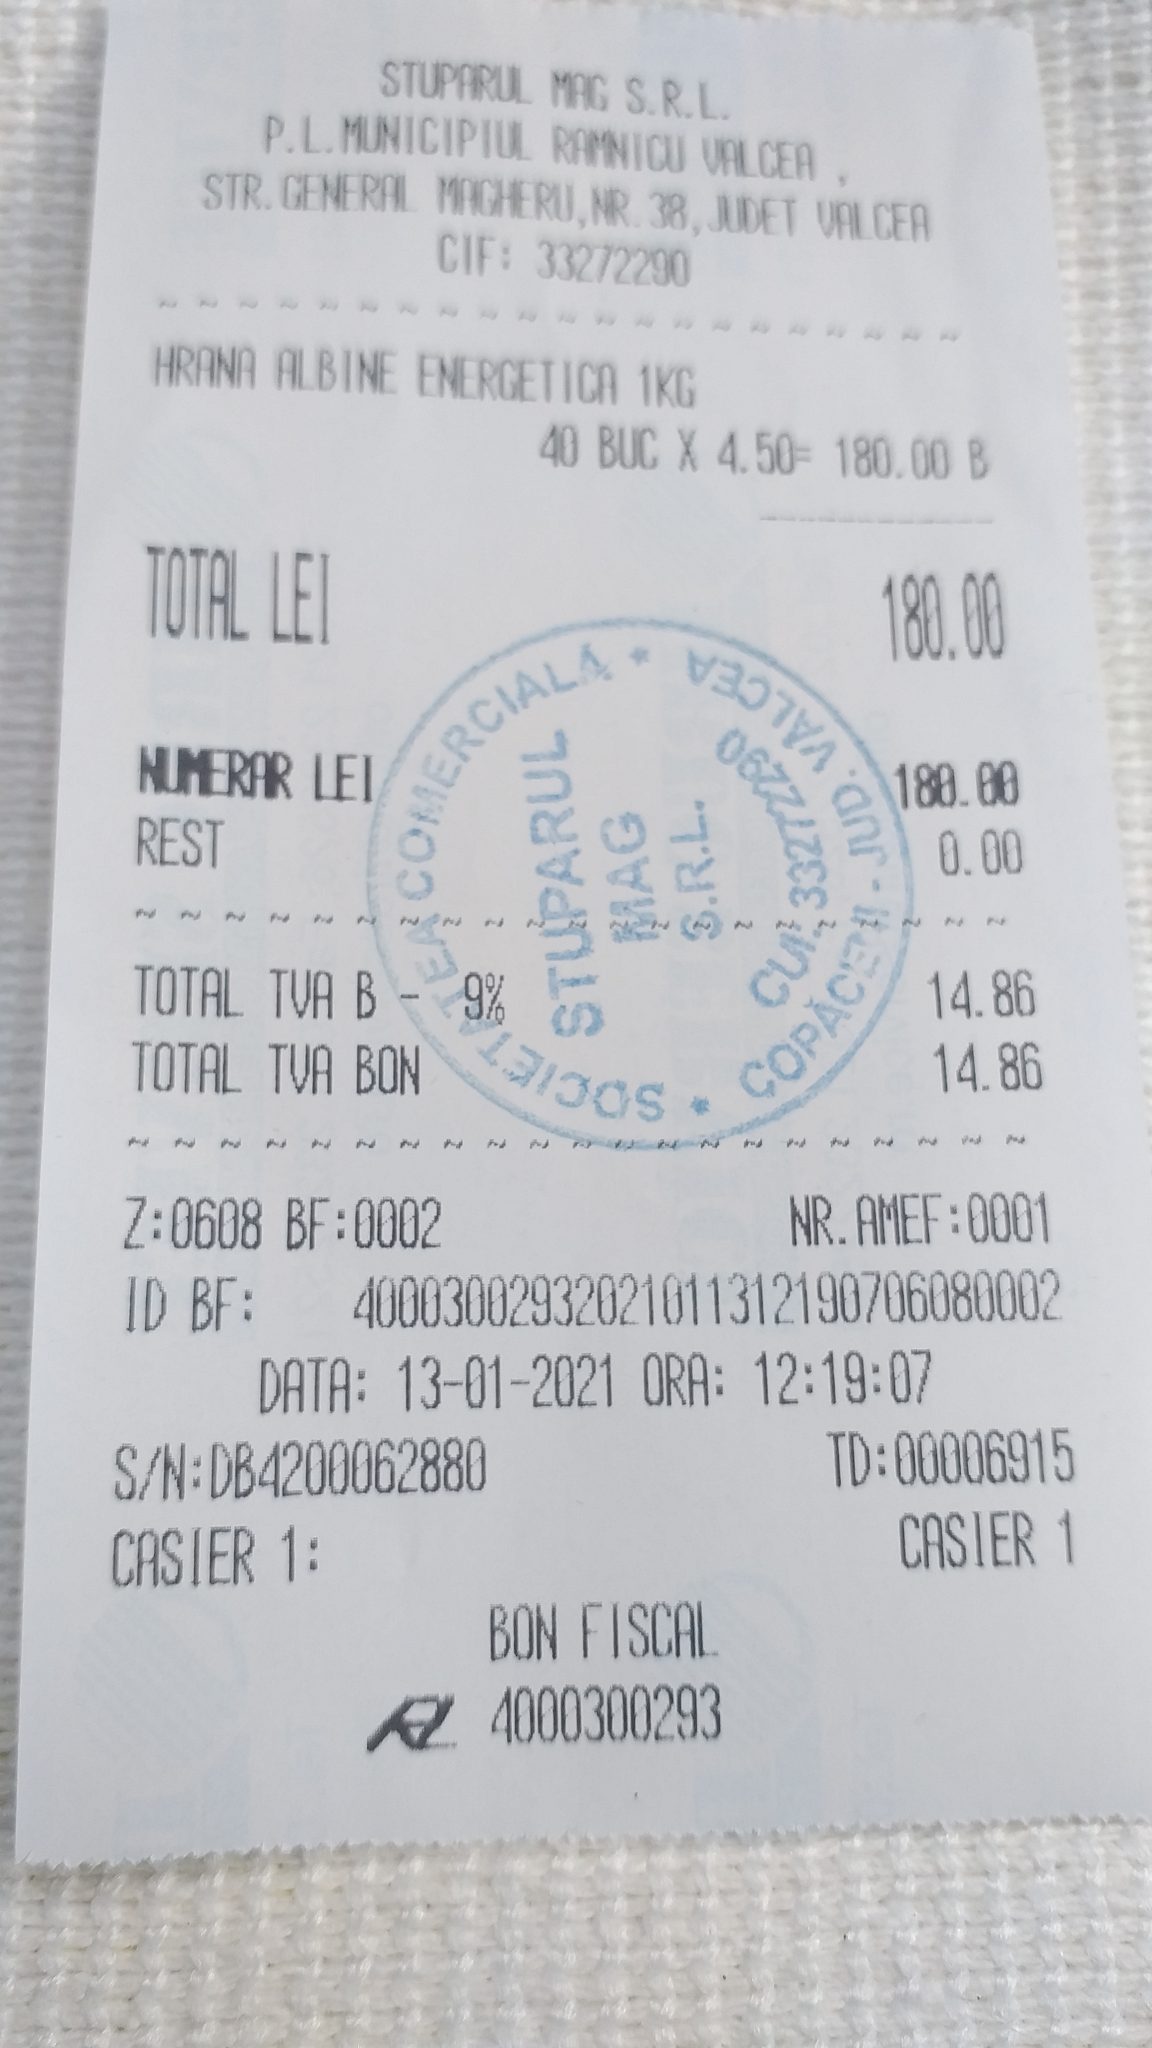 STUPARUL MAG S.R.L.
P.L.MUNICIPIUL RAMNICU VALCEA ,
STR.GENERAL MAGHERU,NR.38,JUDET VALCEA
CIF: 33272290
~ ~ ~ ~ ~ ~ ~ ~ ~ ~ ~ ~ ~ ~ ~ ~ ~ ~ ~ ~ ~
HRANA ALBINE ENERGETICA 1KG
40 BUC X 4.50= 180.00 B
TOTAL LEI 180.00
NUMERAR LEI 180.00
REST 0.00
~ ~ ~ ~ ~ ~ ~ ~ ~ ~ ~ ~ ~ ~ ~ ~ ~ ~ ~ ~ ~
TOTAL TVA B - 9% 14.86
TOTAL TVA BON 14.86
~ ~ ~ ~ ~ ~ ~ ~ ~ ~ ~ ~ ~ ~ ~ ~ ~ ~ ~ ~ ~
Z:0608 BF:0002 NR.AMEF:0001
ID BF: 40003002932021011312190706080002
DATA: 13-01-2021 ORA: 12:19:07
S/N:DB4200062880 TD:00006915
CASIER 1: CASIER 1
BON FISCAL
4000300293
* SOCIETATEA COMERCIALĂ *
STUPARUL
MAG
S.R.L.
CUI. 33272290
COPĂCENI - JUD. VÂLCEA